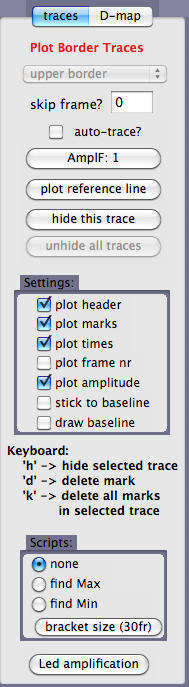 traces D-map
Plot Border Traces
upper border
skip frame? 0
auto-trace?
AmplF: 1
plot reference line
hide this trace
unhide all traces
Settings:
plot header
plot marks
plot times
plot frame nr
plot amplitude
stick to baseline
draw baseline
Keyboard:
'h' -> hide selected trace
'd' -> delete mark
'k' -> delete all marks
in selected trace
Scripts:
none
find Max
find Min
bracket size (30fr)
Led amplification